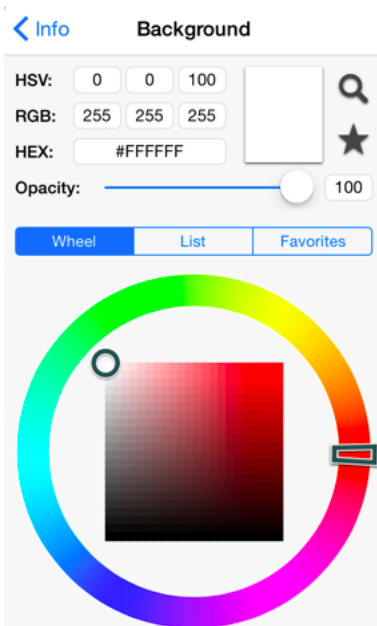 Info Background
HSV: 0 0 100
RGB: 255 255 255
HEX: #FFFFFF
Opacity: 100
Wheel List Favorites